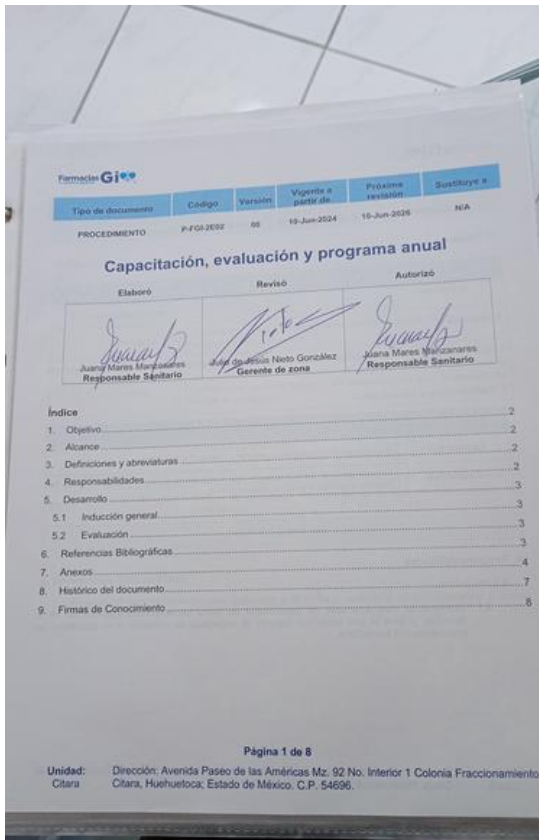 Farmacias Gi
Tipo de documento Código Versión Vigente a partir de Próxima revisión Sustituye a
PROCEDIMIENTO P-FGI-2E02 00 10-Jun-2024 10-Jun-2026 N/A
Capacitación, evaluación y programa anual
Elaboró Revisó Autorizó
Juana Mares Manzanares Juan de Jesús Nieto González Juana Mares Manzanares
Responsable Sanitario Gerente de zona Responsable Sanitario
Índice
1. Objetivo 2
2. Alcance 2
3. Definiciones y abreviaturas 2
4. Responsabilidades 2
5. Desarrollo 3
5.1 Inducción general 3
5.2 Evaluación 3
6. Referencias Bibliográficas 3
7. Anexos 4
8. Histórico del documento 7
9. Firmas de Conocimiento 8
Página 1 de 8
Unidad: Dirección: Avenida Paseo de las Américas Mz. 92 No. Interior 1 Colonia Fraccionamiento
Citara Citara, Huehuetoca; Estado de México. C.P. 54696.